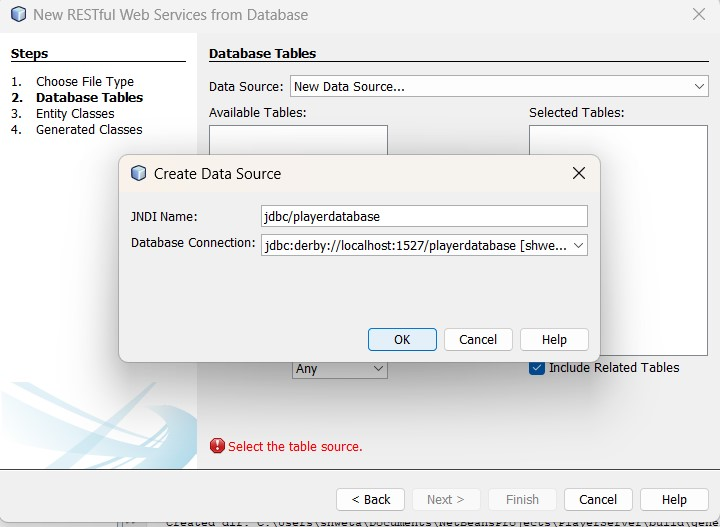 New RESTful Web Services from Database
Steps
1. Choose File Type
2. Database Tables
3. Entity Classes
4. Generated Classes
Database Tables
Data Source: New Data Source...
Available Tables:
Selected Tables:
Create Data Source
JNDI Name: jdbc/playerdatabase
Database Connection: jdbc:derby://localhost:1527/playerdatabase [shwe...
OK Cancel Help
Any
Include Related Tables
Select the table source.
< Back Next > Finish Cancel Help
Created dir: C:\Users\shweta\Documents\NetBeansProjects\PlayerServer\build\gene